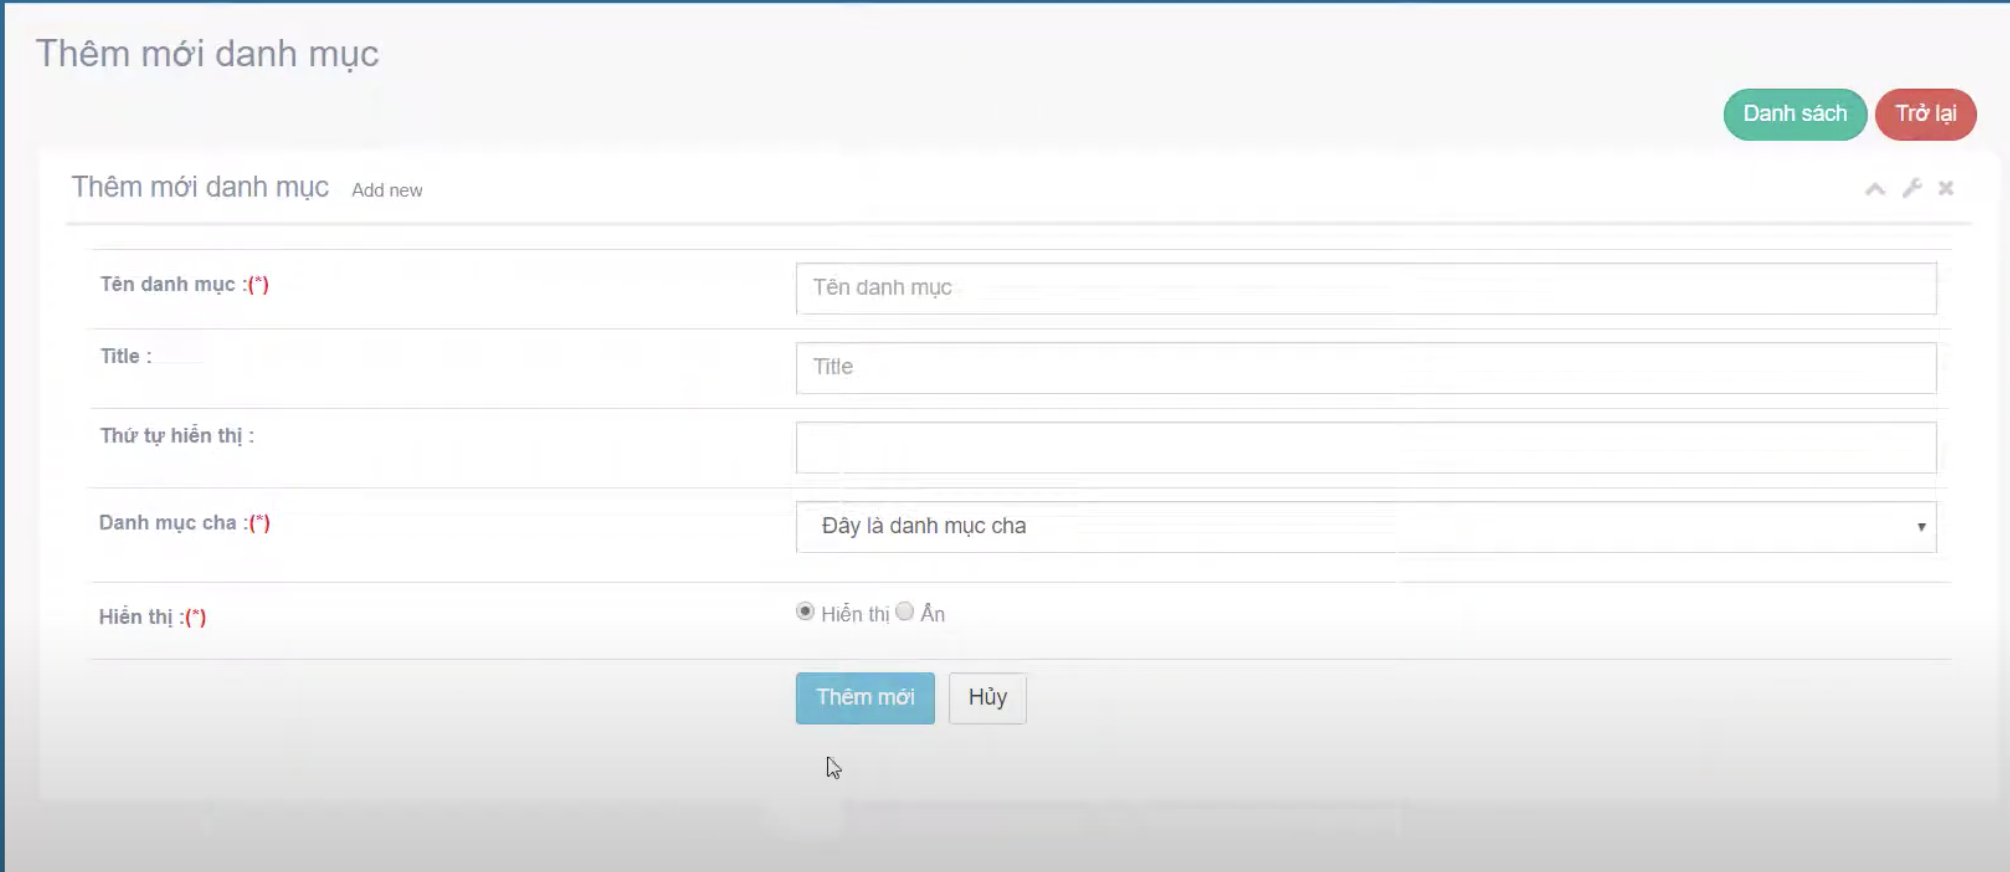 Thêm mới danh mục
Danh sách Trở lại
Thêm mới danh mục Add new
Tên danh mục :(*) Tên danh mục
Title : Title
Thứ tự hiển thị :
Danh mục cha :(*) Đây là danh mục cha
Hiển thị :(*) Hiển thị Ẩn
Thêm mới Hủy